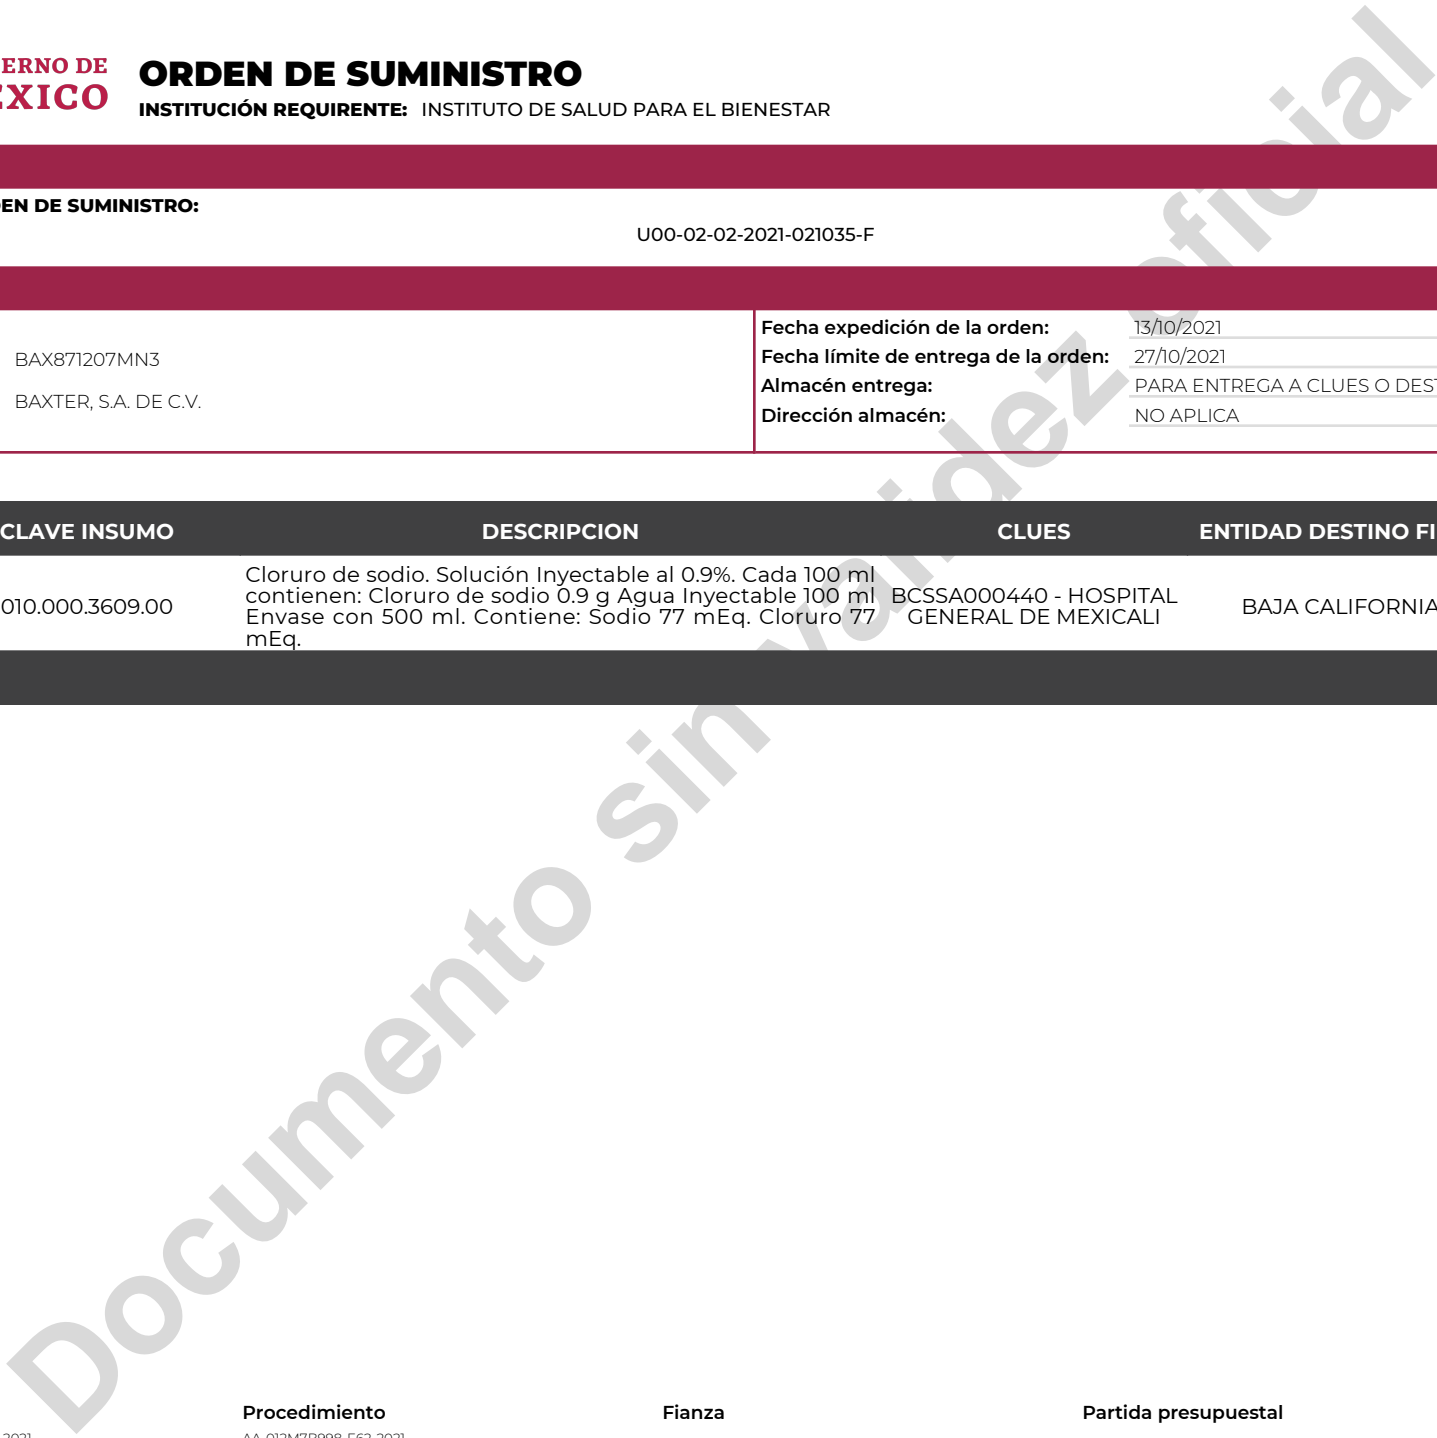 ERNO DE
EXICO
ORDEN DE SUMINISTRO
INSTITUCIÓN REQUIRENTE: INSTITUTO DE SALUD PARA EL BIENESTAR
EN DE SUMINISTRO:
U00-02-02-2021-021035-F
BAX871207MN3
BAXTER, S.A. DE C.V.
Fecha expedición de la orden: 13/10/2021
Fecha límite de entrega de la orden: 27/10/2021
Almacén entrega: PARA ENTREGA A CLUES O DEST
Dirección almacén: NO APLICA
CLAVE INSUMO DESCRIPCION CLUES ENTIDAD DESTINO FI
010.000.3609.00
Cloruro de sodio. Solución Inyectable al 0.9%. Cada 100 ml
contienen: Cloruro de sodio 0.9 g Agua Inyectable 100 ml
Envase con 500 ml. Contiene: Sodio 77 mEq. Cloruro 77
mEq.
BCSSA000440 - HOSPITAL
GENERAL DE MEXICALI
BAJA CALIFORNIA
Documento sin validez oficial
Procedimiento Fianza Partida presupuestal